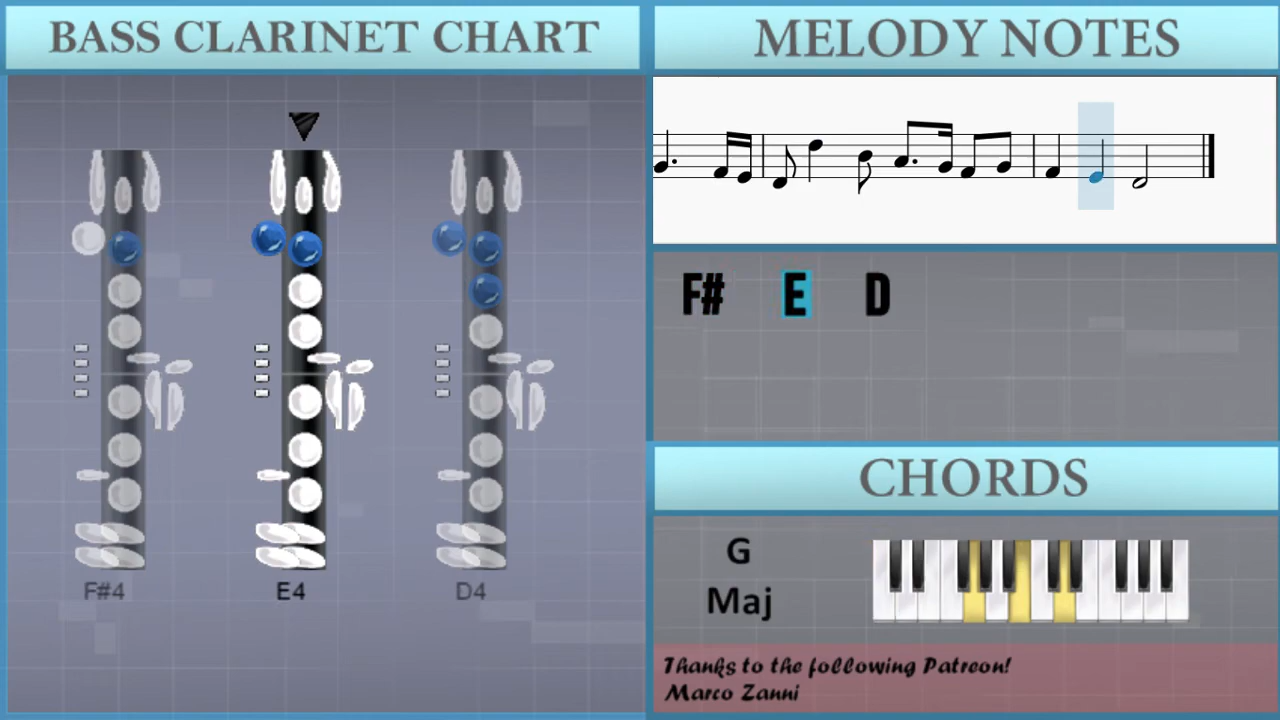 BASS CLARINET CHART
MELODY NOTES
F# E D
F#4 E4 D4
CHORDS
G
Maj
Thanks to the following Patreon!
Marco Zanni